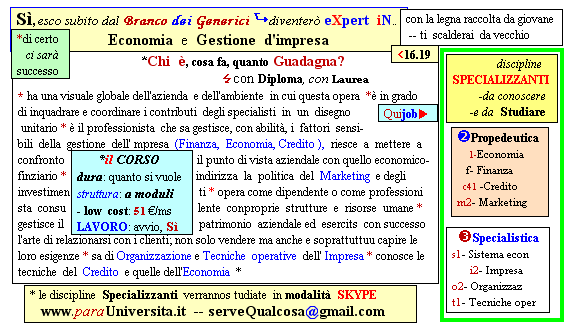 Sì, esco subito dal Branco dei Generici diventerò eXpert iN..
Economia e Gestione d'impresa
con la legna raccolta da giovane
-- ti scalderai da vecchio
*di certo
ci sarà
successo
<16.19
*Chi è, cosa fa, quanto Guadagna?
con Diploma, con Laurea
* ha una visuale globale dell'azienda e dell'ambiente in cui questa opera *è in grado
di inquadrare e coordinare i contributi degli specialisti in un disegno
Quijob
unitario * è il professionista che sa gestisce, con abilità, i fattori sensi-
bili della gestione dell' mpresa (Finanza, Economia, Credito ), riesce a mettere a
confronto il punto di vista aziendale con quello economico-
finziario * indirizza la politica del Marketing e degli
investimen ti * opera come dipendente o come professioni
sta consu lente conproprie strutture e risorse umane *
gestisce il patrimonio aziendale ed esercits con successo
l'arte di relazionarsi con i clienti; non solo vendere ma anche e soprattuttuu capire le
loro esigenze * sa di Organizzazione e Tecniche operative dell' Impresa * conosce le
tecniche del Credito e quelle dell'Economia *
*il CORSO
dura: quanto si vuole
struttura: a moduli
- low cost: 51 €/ms
LAVORO: avvio, Sì
discipline
SPECIALIZZANTI
-da conoscere
-e da Studiare
2Propedeutica
1-Economia
f- Finanza
c41 -Credito
m2- Marketing
3Specialistica
s1- Sistema econ
i2- Impresa
o2- Organizzaz
t1- Tecniche oper
* le discipline Specializzanti verrannos tudiate in modalità SKYPE
www.paraUniversita.it -- serveQualcosa@gmail.com